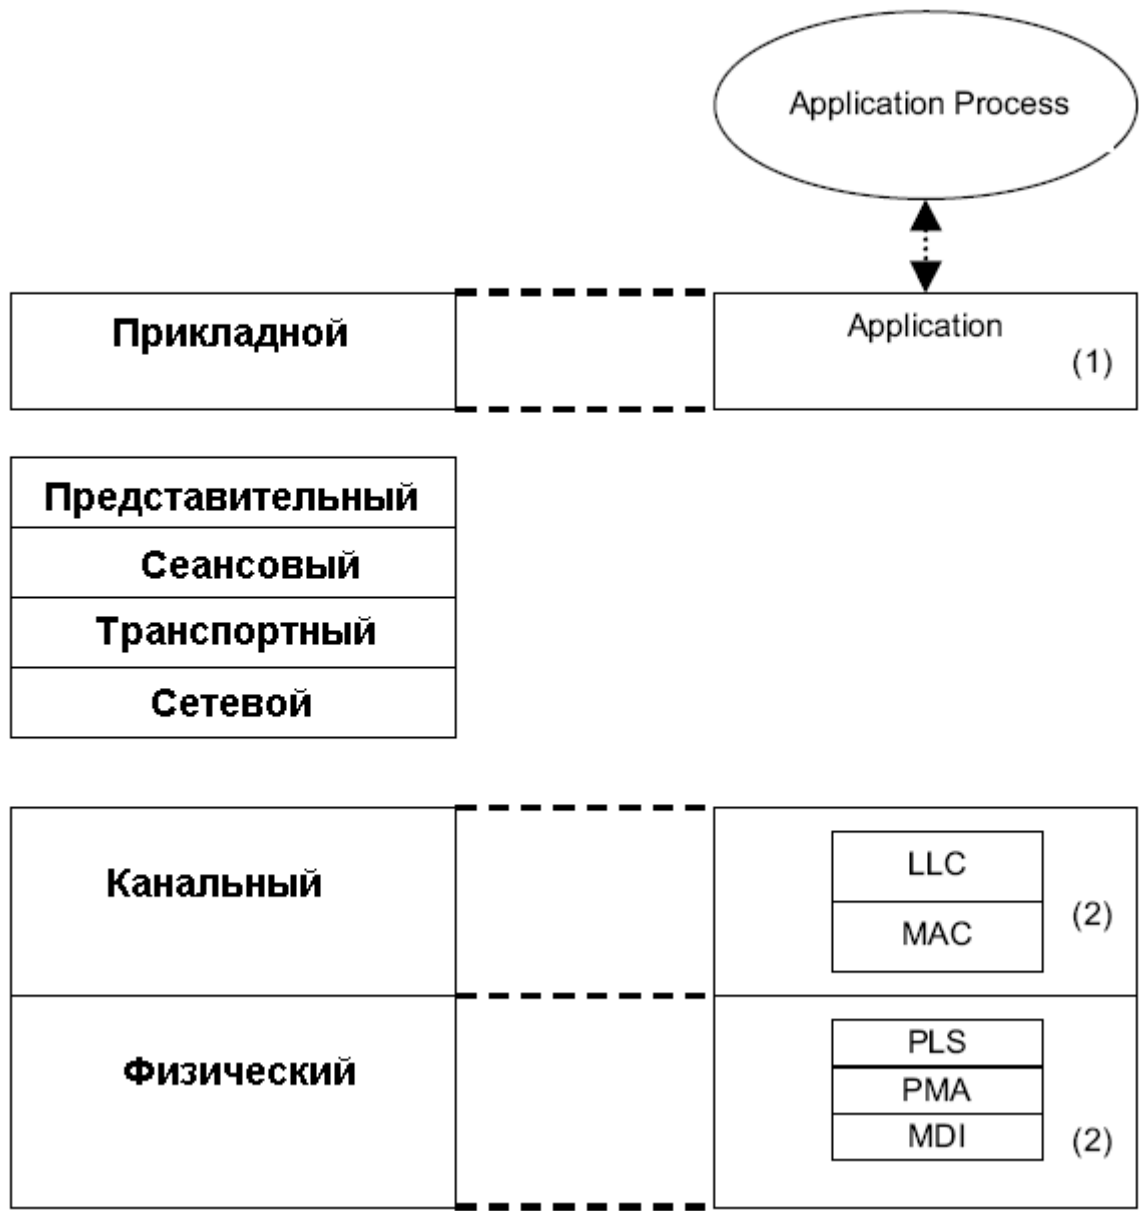 Application Process
Прикладной
Application
(1)
Представительный
Сеансовый
Транспортный
Сетевой
Канальный
LLC
MAC
(2)
Физический
PLS
PMA
MDI
(2)